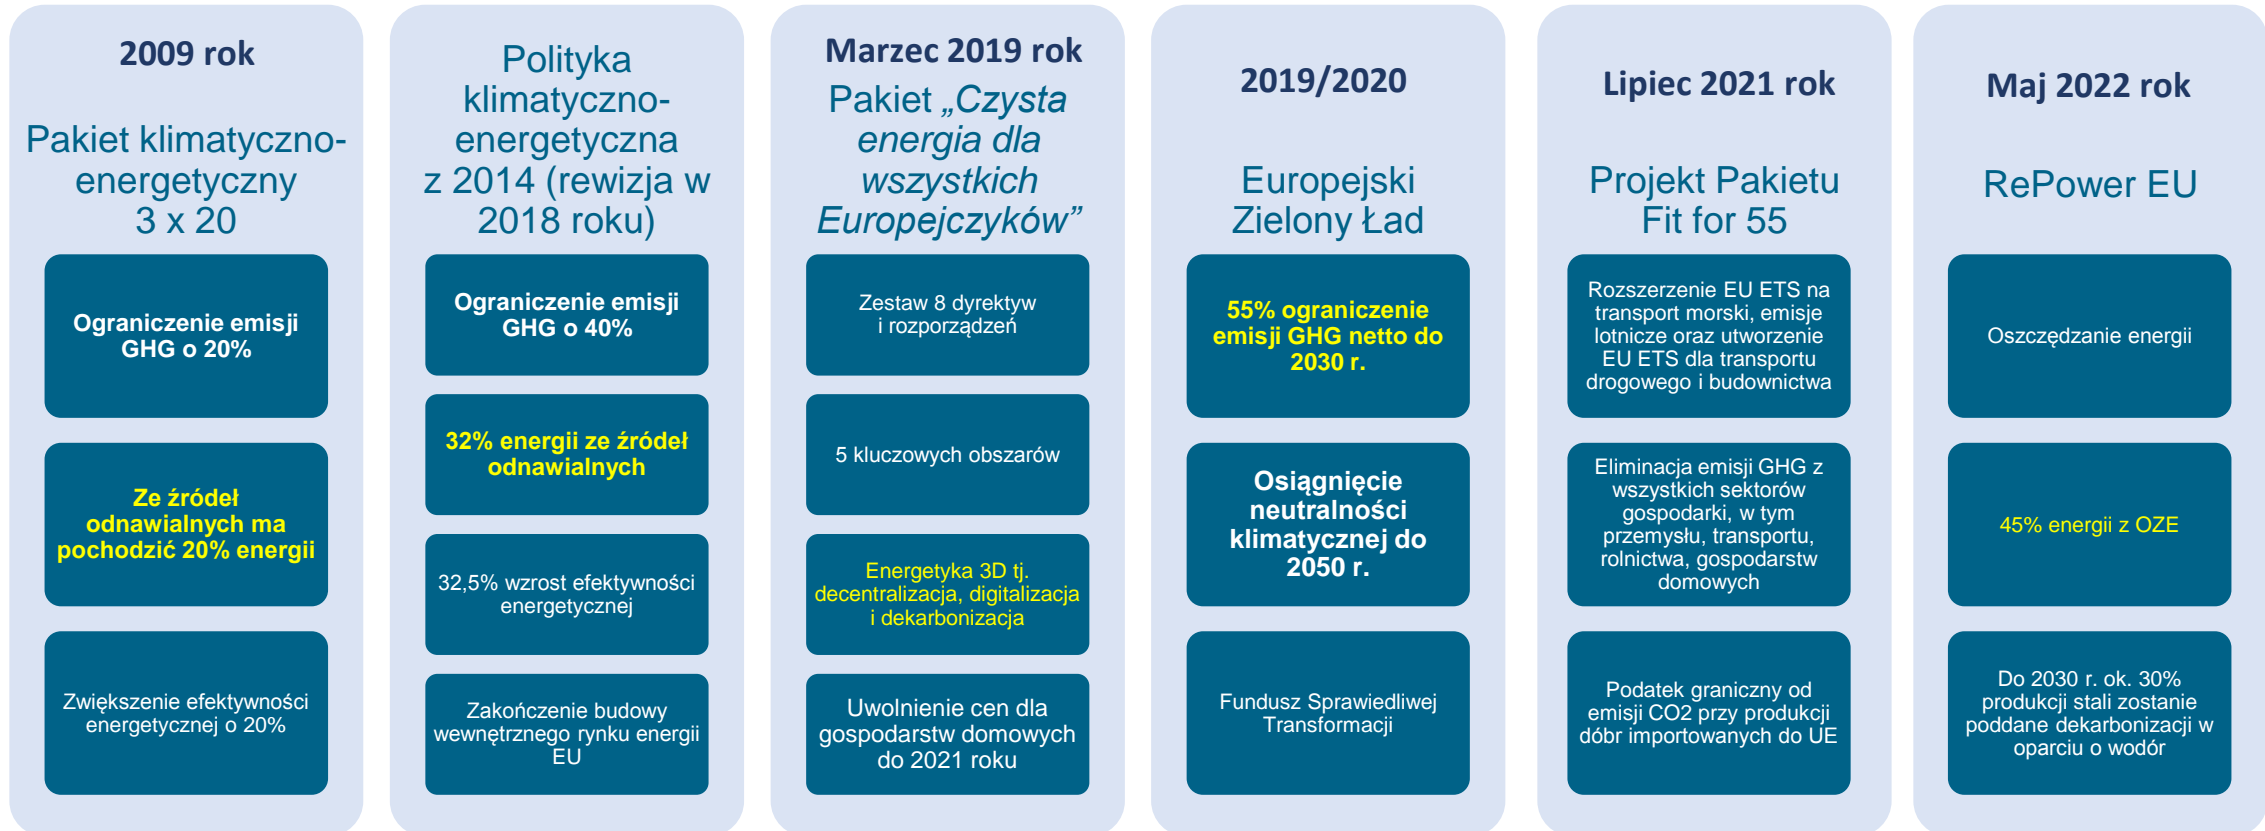 2009 rok
Pakiet klimatyczno-
energetyczny
3 x 20
Ograniczenie emisji
GHG o 20%
Ze źródeł
odnawialnych ma
pochodzić 20% energii
Zwiększenie efektywności
energetycznej o 20%
Polityka
klimatyczno-
energetyczna
z 2014 (rewizja w
2018 roku)
Ograniczenie emisji
GHG o 40%
32% energii ze źródeł
odnawialnych
32,5% wzrost efektywności
energetycznej
Zakończenie budowy
wewnętrznego rynku energii
EU
Marzec 2019 rok
Pakiet „Czysta
energia dla
wszystkich
Europejczyków”
Zestaw 8 dyrektyw
i rozporządzeń
5 kluczowych obszarów
Energetyka 3D tj.
decentralizacja, digitalizacja
i dekarbonizacja
Uwolnienie cen dla
gospodarstw domowych
do 2021 roku
2019/2020
Europejski
Zielony Ład
55% ograniczenie
emisji GHG netto do
2030 r.
Osiągnięcie
neutralności
klimatycznej do
2050 r.
Fundusz Sprawiedliwej
Transformacji
Lipiec 2021 rok
Projekt Pakietu
Fit for 55
Rozszerzenie EU ETS na
transport morski, emisje
lotnicze oraz utworzenie
EU ETS dla transportu
drogowego i budownictwa
Eliminacja emisji GHG z
wszystkich sektorów
gospodarki, w tym
przemysłu, transportu,
rolnictwa, gospodarstw
domowych
Podatek graniczny od
emisji CO2 przy produkcji
dóbr importowanych do UE
Maj 2022 rok
RePower EU
Oszczędzanie energii
45% energii z OZE
Do 2030 r. ok. 30%
produkcji stali zostanie
poddane dekarbonizacji w
oparciu o wodór